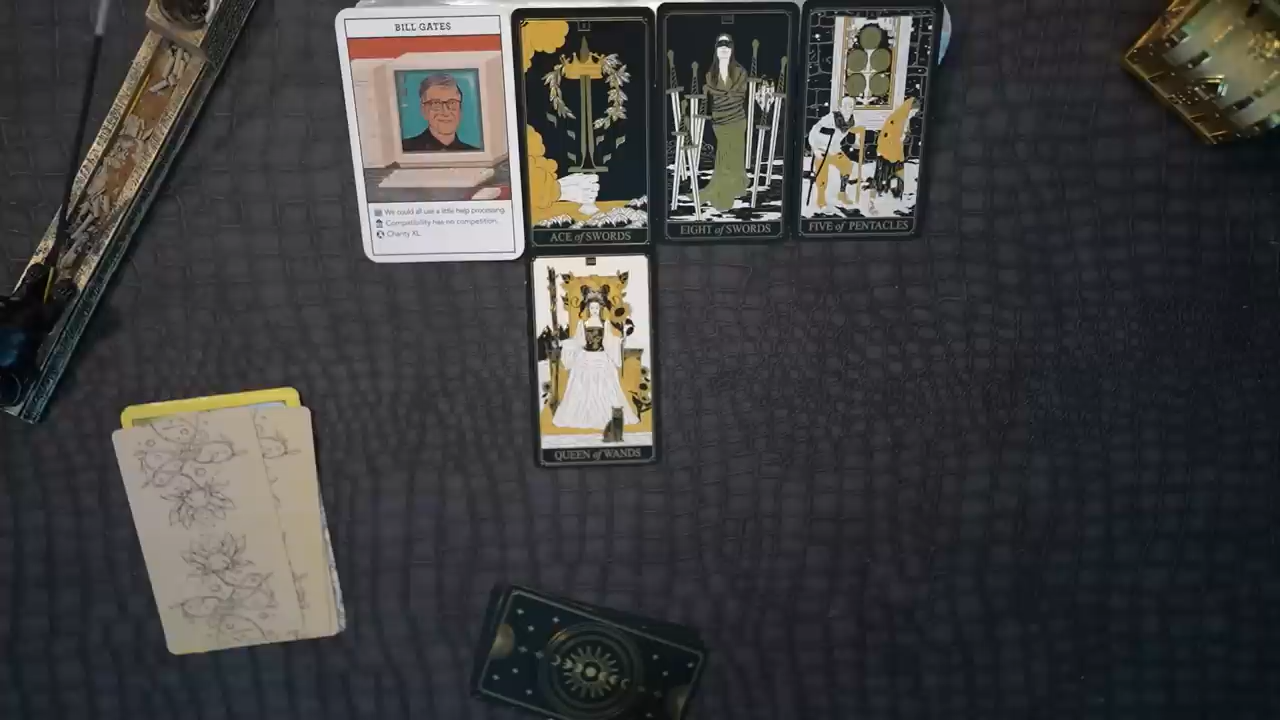 BILL GATES
We could all use a little help processing.
Compatibility has no competition.
Charity XL
ACE of SWORDS
EIGHT of SWORDS
FIVE of PENTACLES
QUEEN of WANDS